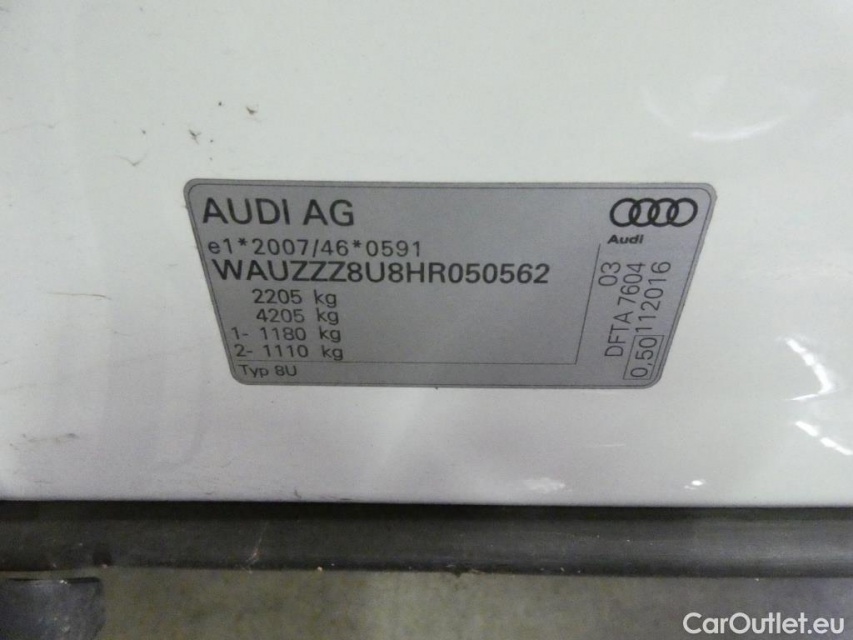 AUDI AG
Audi
e1*2007/46*0591
WAUZZZ8U8HR050562
2205 kg
4205 kg
1- 1180 kg
2- 1110 kg
Typ 8U
03
DFTA 7604
0,50 112016
CarOutlet.eu